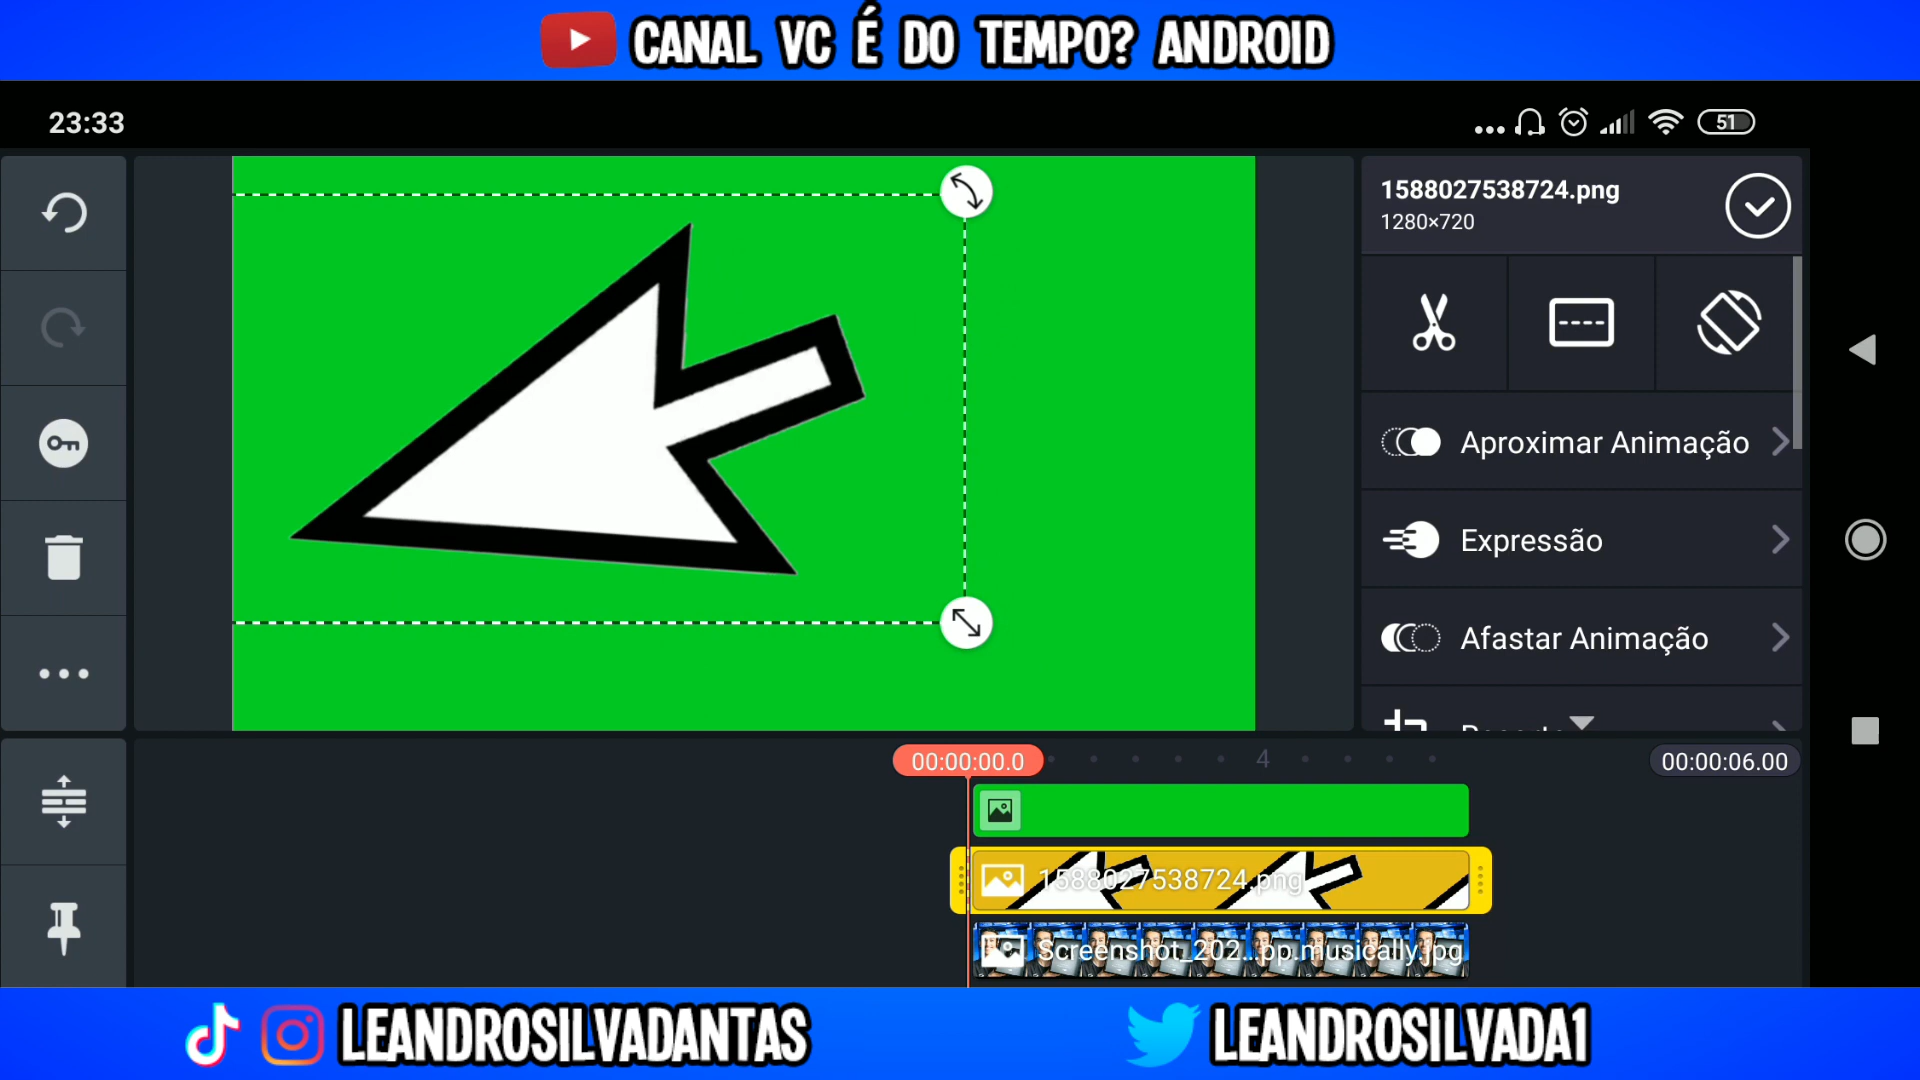 CANAL VC É DO TEMPO? ANDROID
23:33
51
1588027538724.png
1280×720
Aproximar Animação
Expressão
Afastar Animação
00:00:00.0
4
00:00:06.00
1588027538724.png
Screenshot_202...pp.musically.jpg
LEANDROSILVADANTAS
LEANDROSILVADA1